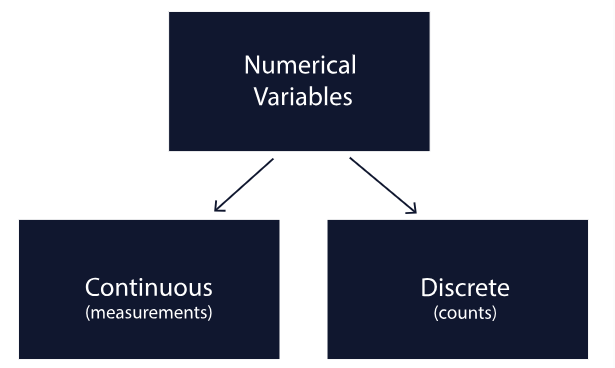 Numerical
Variables
Continuous
(measurements)
Discrete
(counts)